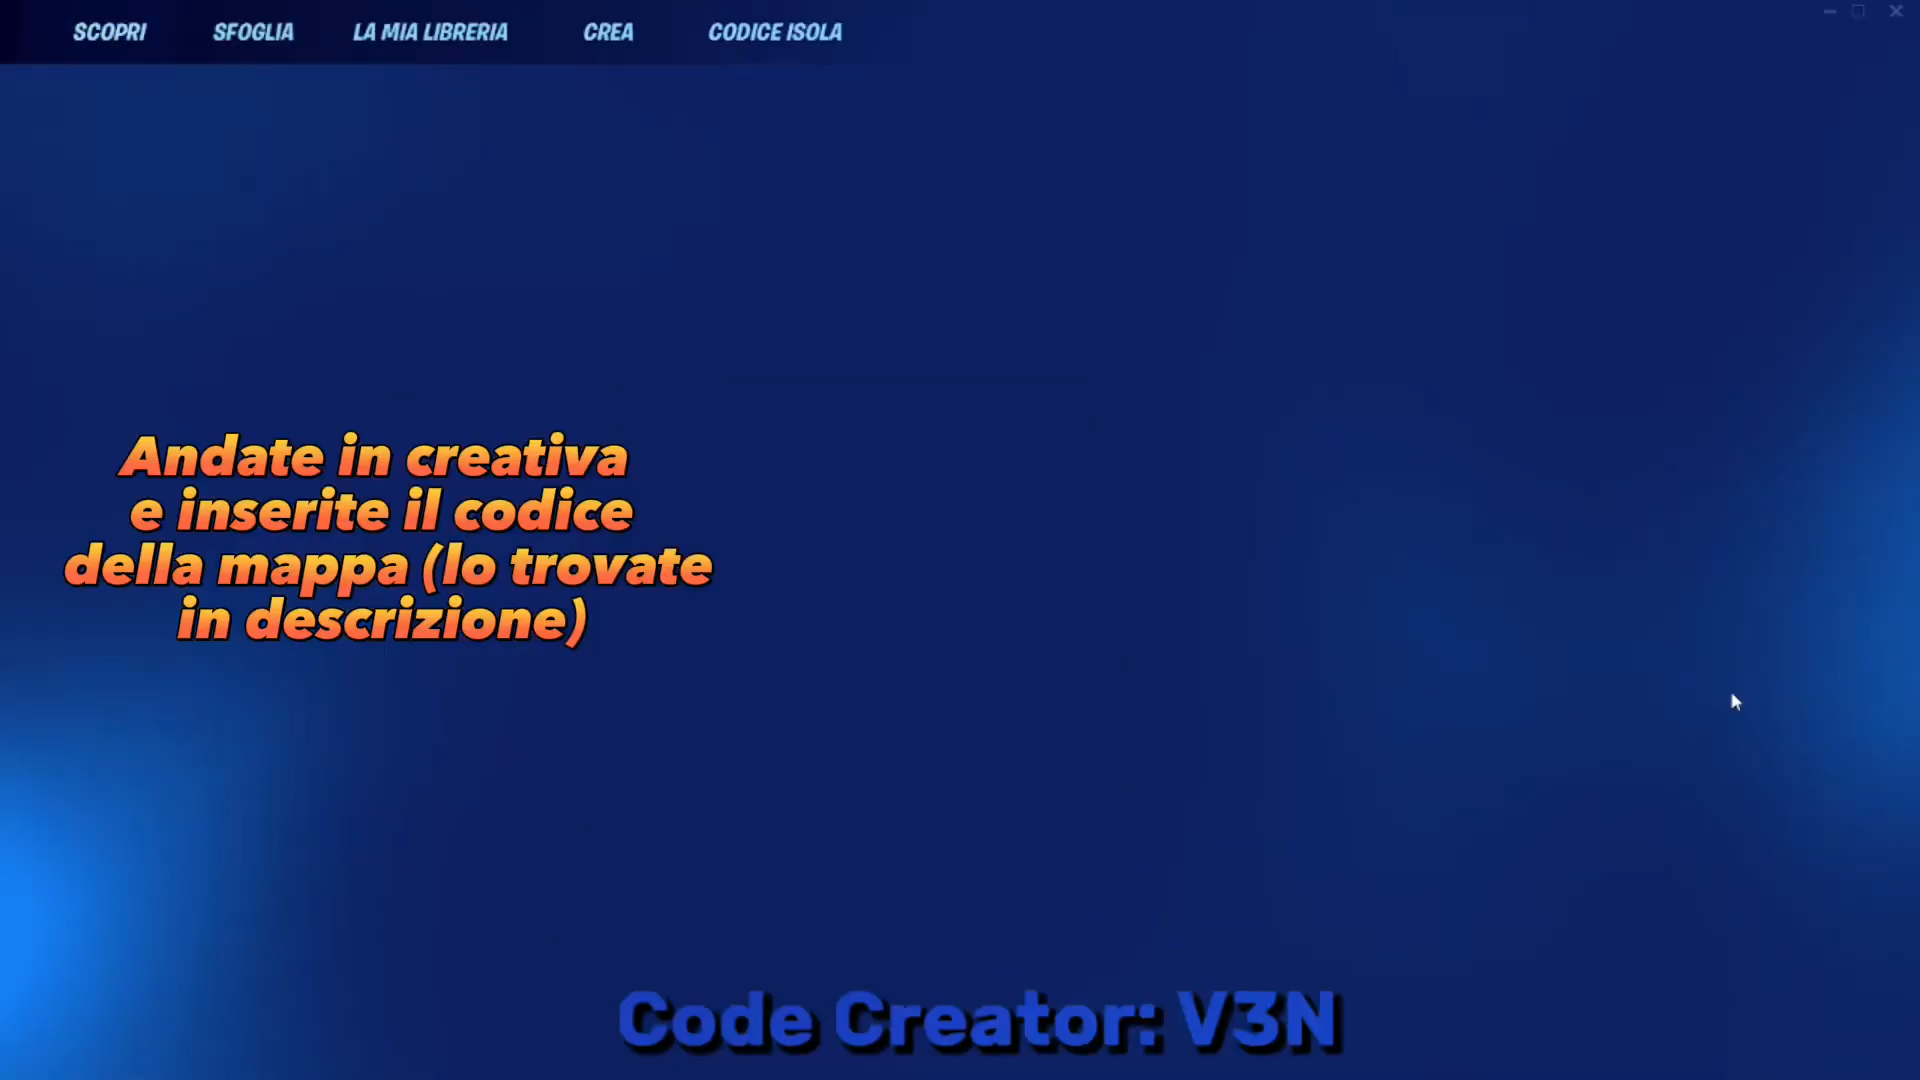 SCOPRI SFOGLIA LA MIA LIBRERIA CREA CODICE ISOLA
Andate in creativa
e inserite il codice
della mappa (lo trovate
in descrizione)
Code Creator: V3N